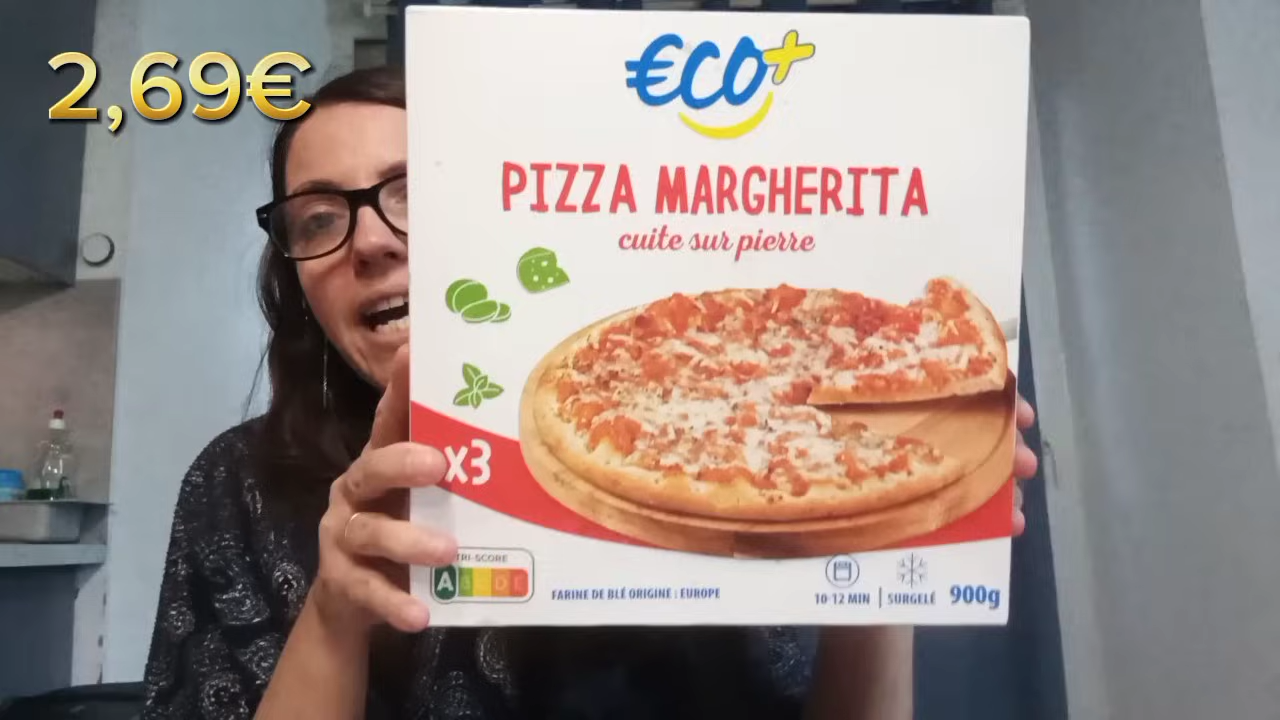 2,69€
€CO+
PIZZA MARGHERITA
cuite sur pierre
x3
TRI-SCORE
A
D E
FARINE DE BLÉ ORIGINE : EUROPE
10-12 MIN | SURGELÉ 900g